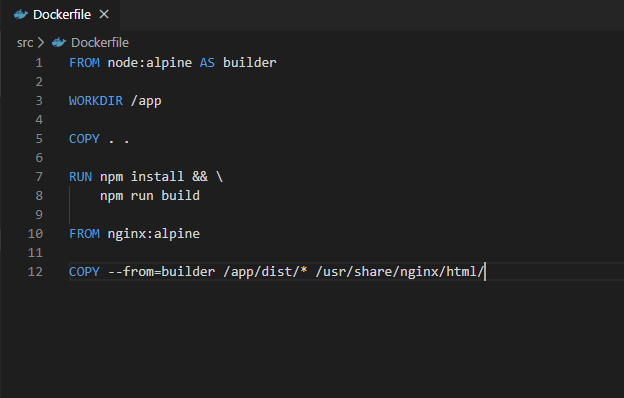 Dockerfile
src > Dockerfile
1 FROM node:alpine AS builder
2
3 WORKDIR /app
4
5 COPY . .
6
7 RUN npm install && \
8     npm run build
9
10 FROM nginx:alpine
11
12 COPY --from=builder /app/dist/* /usr/share/nginx/html/